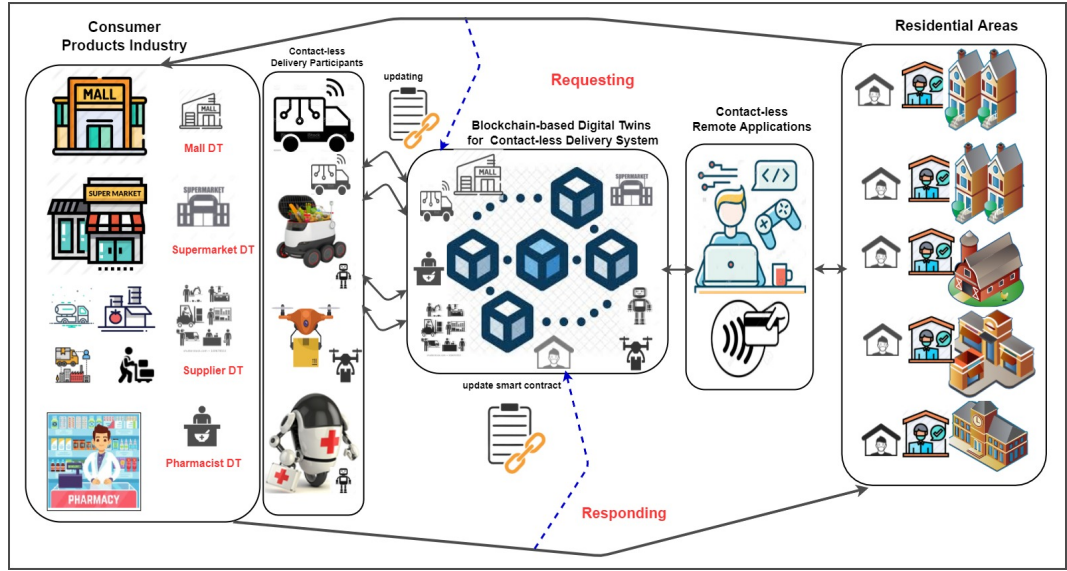 Consumer
Products Industry
Contact-less
Delivery Participants
Residential Areas
updating
Requesting
MALL
Mall DT
Blockchain-based Digital Twins
for Contact-less Delivery System
Contact-less
Remote Applications
MALL
SUPERMARKET
SUPER MARKET
SUPERMARKET
Supermarket DT
Supplier DT
update smart contract
Pharmacist DT
PHARMACY
Responding